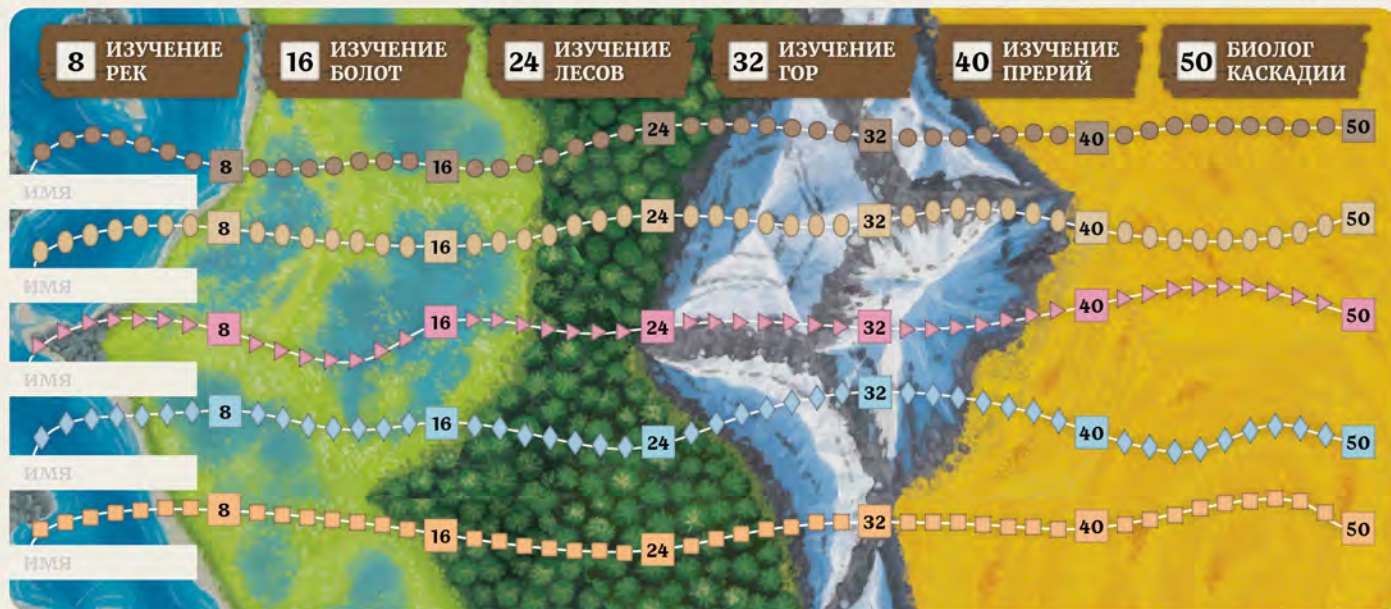 8 ИЗУЧЕНИЕ
РЕК
16 ИЗУЧЕНИЕ
БОЛОТ
24 ИЗУЧЕНИЕ
ЛЕСОВ
32 ИЗУЧЕНИЕ
ГОР
40 ИЗУЧЕНИЕ
ПРЕРИЙ
50 БИОЛОГ
КАСКАДИИ
8 16 24 32 40 50
ИМЯ
8 16 24 32 40 50
ИМЯ
8 16 24 32 40 50
ИМЯ
8 16 24 32 40 50
ИМЯ
8 16 24 32 40 50
ИМЯ